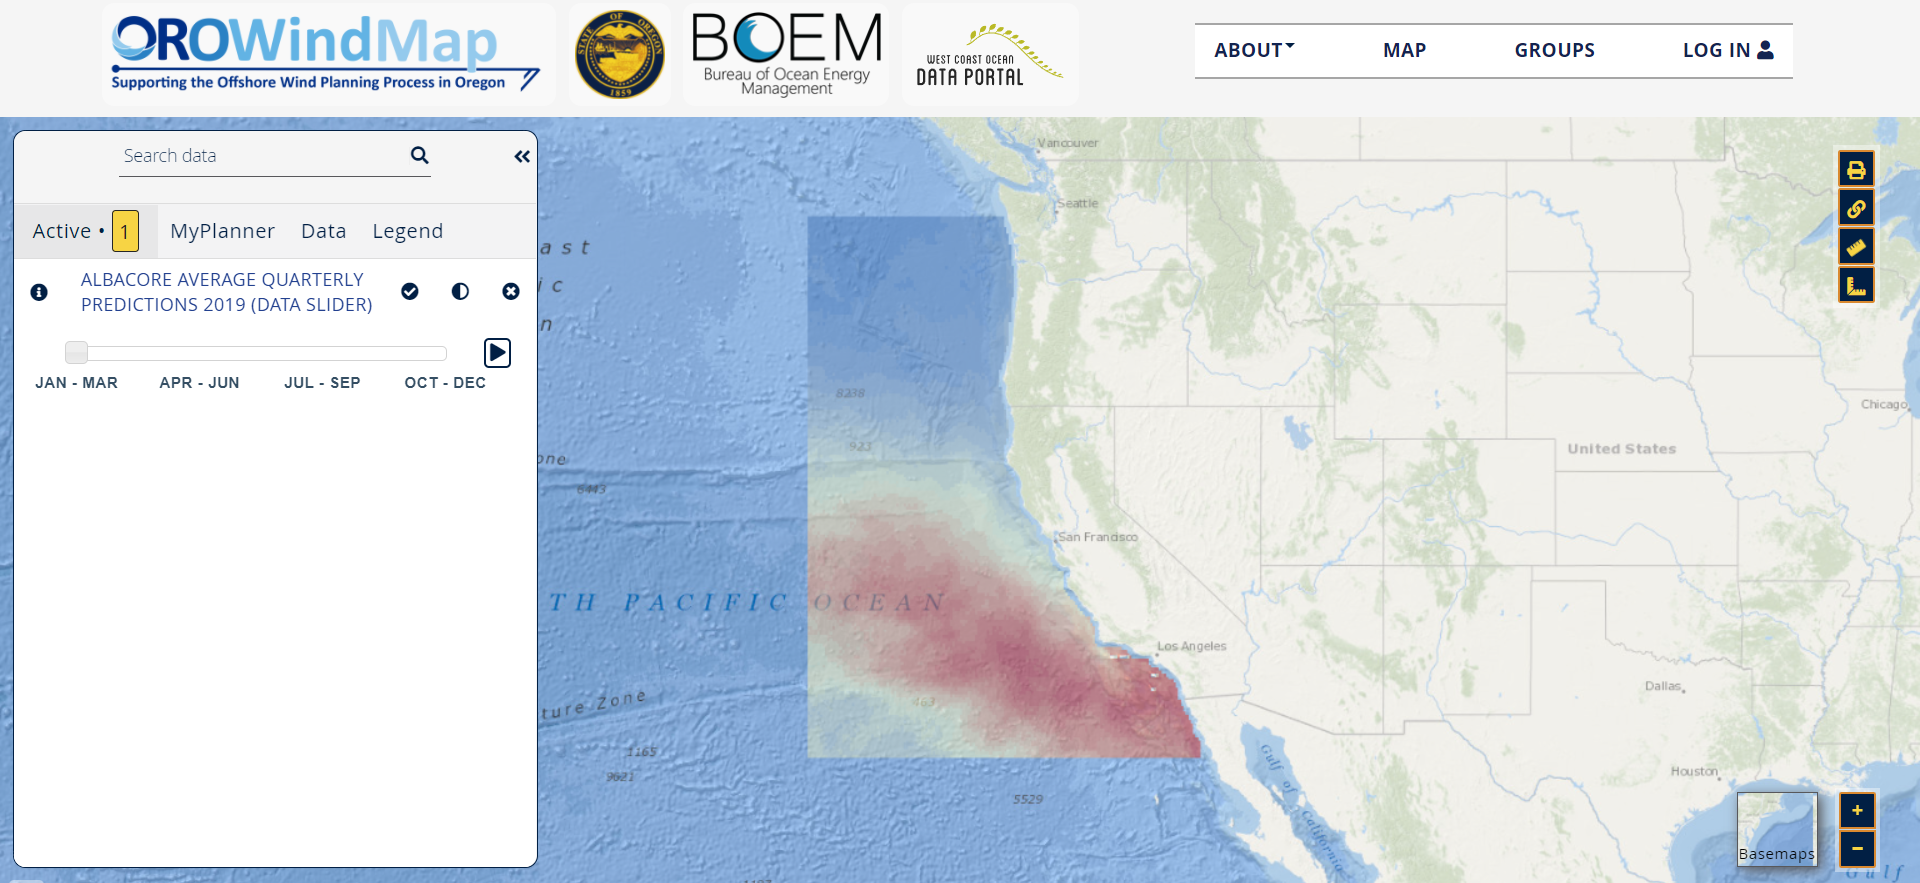 OROWindMap
Supporting the Offshore Wind Planning Process in Oregon
STATE OF OREGON
1859
BOEM
Bureau of Ocean Energy
Management
WEST COAST OCEAN
DATA PORTAL
ABOUT
MAP
GROUPS
LOG IN
Search data
Active • 1
MyPlanner
Data
Legend
ALBACORE AVERAGE QUARTERLY
PREDICTIONS 2019 (DATA SLIDER)
JAN - MAR
APR - JUN
JUL - SEP
OCT - DEC
Vancouver
Seattle
ast
ic
n
8238
Chicago
923
United States
one
6443
San Francisco
TH PACIFIC OCEAN
Los Angeles
Dallas
463
ture Zone
1165
9621
Houston
5529
Gulf of California
Basemaps
+
−
Gulf